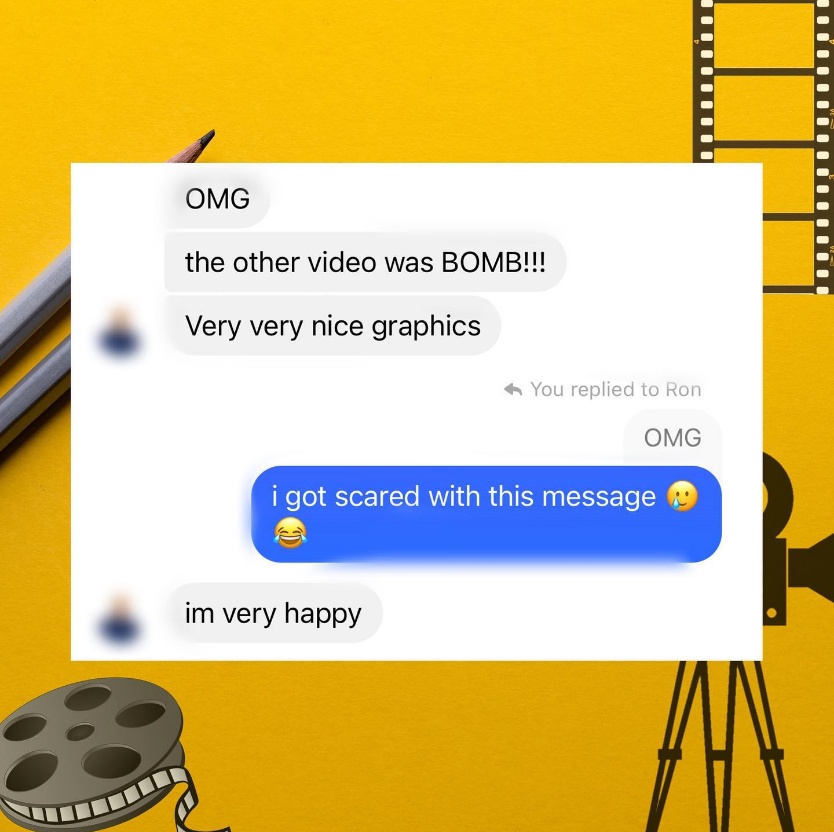 OMG
the other video was BOMB!!!
Very very nice graphics
You replied to Ron
OMG
i got scared with this message 🥲
😂
im very happy